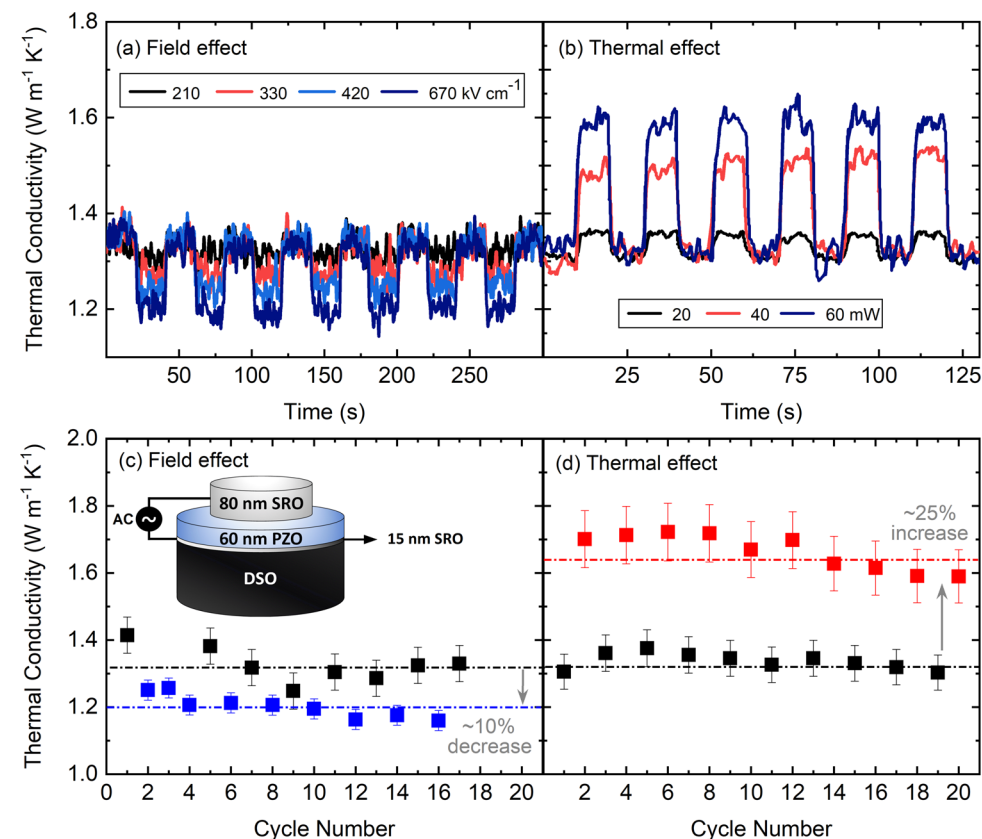 Thermal Conductivity (W m⁻¹ K⁻¹)
1.8
1.6
1.4
1.2
(a) Field effect
210 330 420 670 kV cm⁻¹
50 100 150 200 250
Time (s)
(b) Thermal effect
20 40 60 mW
25 50 75 100 125
Time (s)
Thermal Conductivity (W m⁻¹ K⁻¹)
2.0
1.8
1.6
1.4
1.2
1.0
(c) Field effect
80 nm SRO
AC
~
60 nm PZO
15 nm SRO
DSO
~10%
decrease
0 2 4 6 8 10 12 14 16 18 20
Cycle Number
(d) Thermal effect
~25%
increase
0 2 4 6 8 10 12 14 16 18 20
Cycle Number